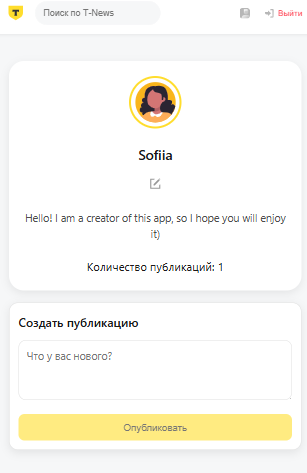 T
Поиск по T-News
Выйти
Sofiia
Hello! I am a creator of this app, so I hope you will enjoy
it)
Количество публикаций: 1
Создать публикацию
Что у вас нового?
Опубликовать